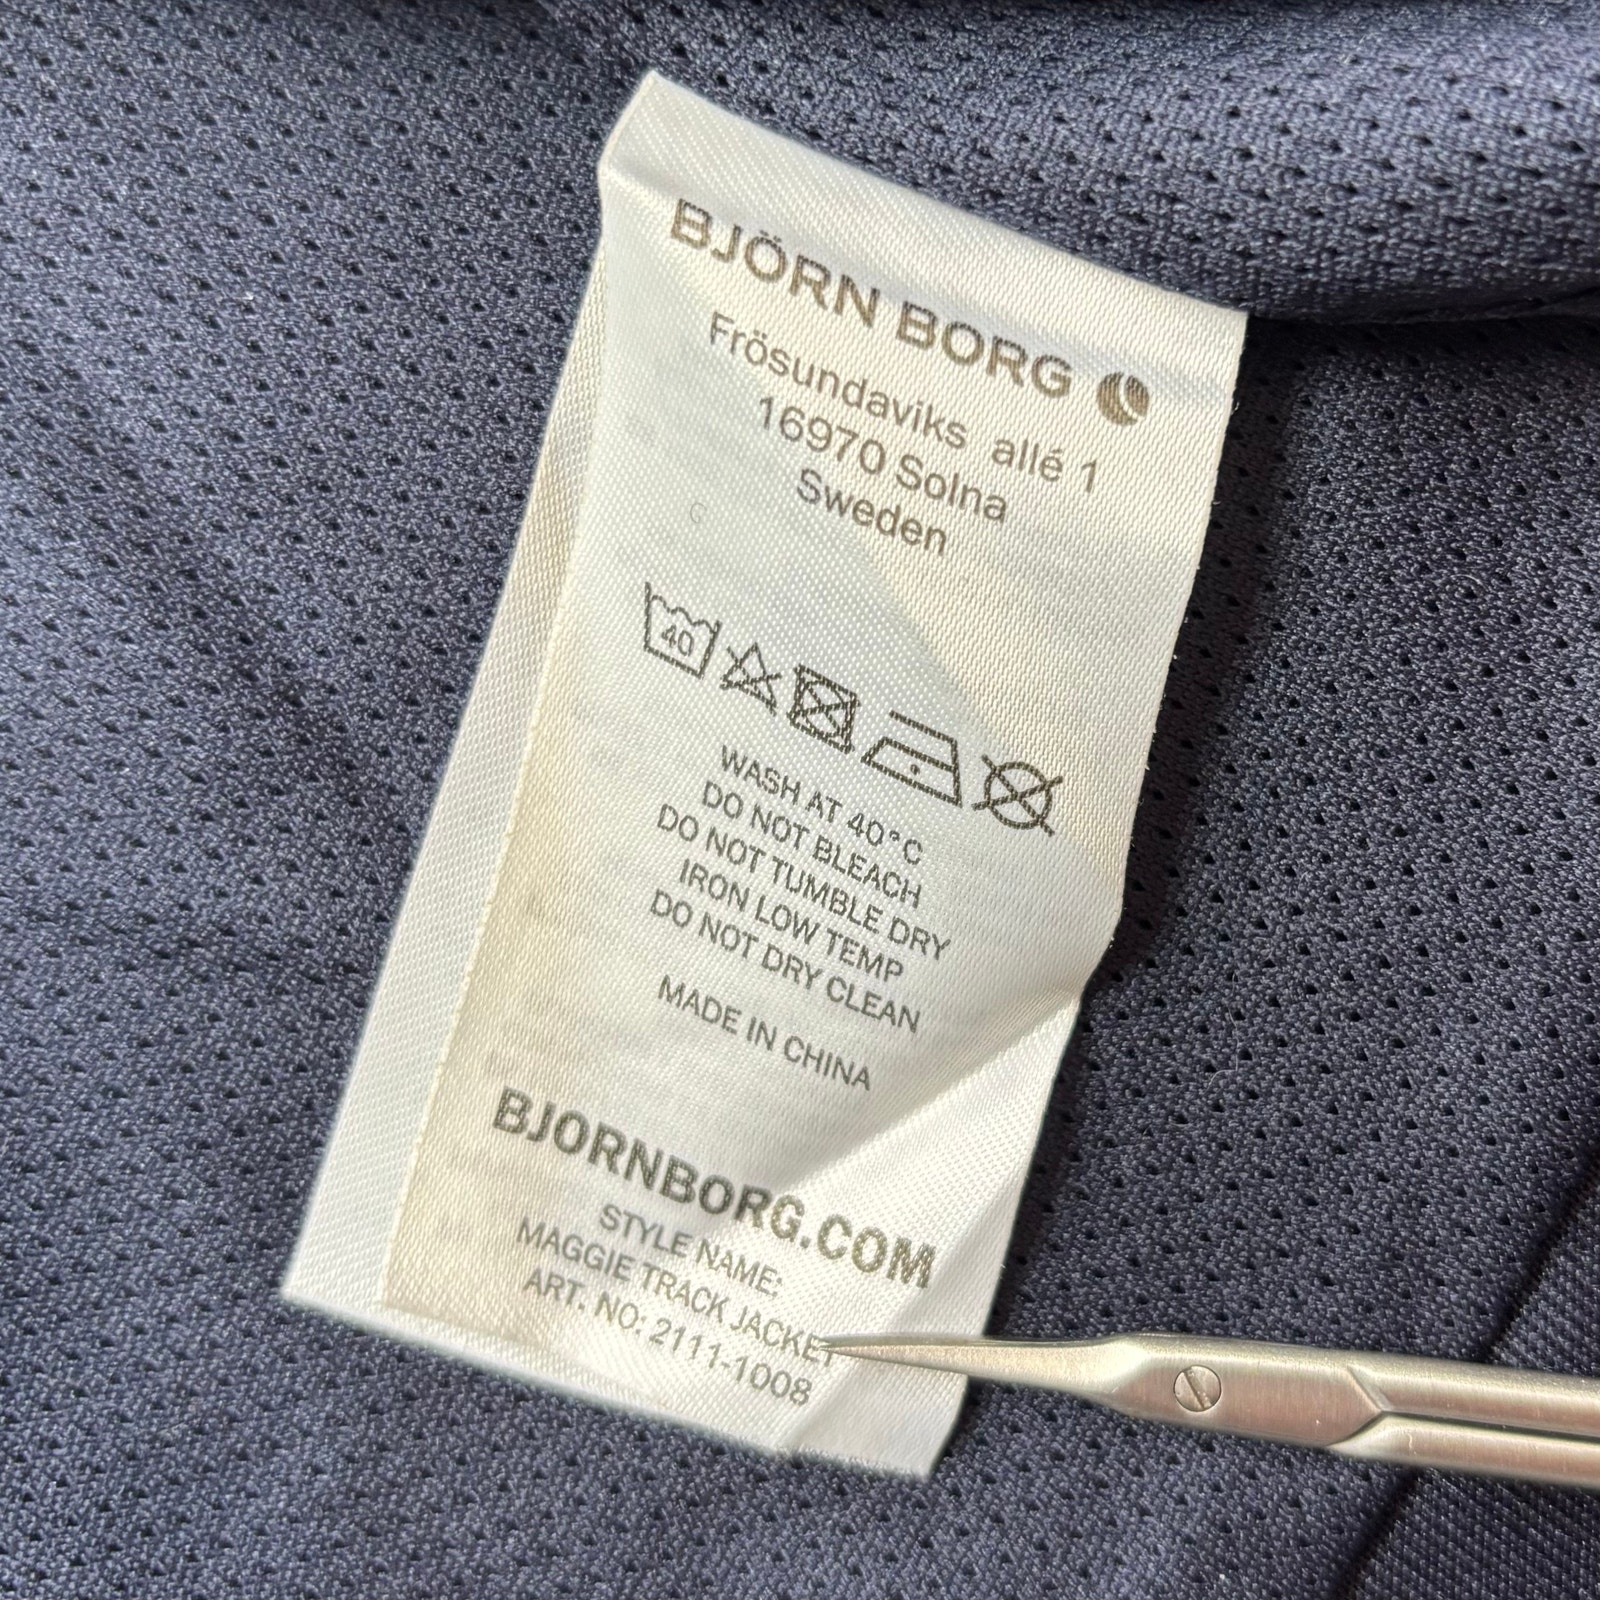 BJÖRN BORG
Frösundaviks allé 1
16970 Solna
Sweden
G
40
WASH AT 40°C
DO NOT BLEACH
DO NOT TUMBLE DRY
IRON LOW TEMP
DO NOT DRY CLEAN
MADE IN CHINA
BJORNBORG.COM
STYLE NAME:
MAGGIE TRACK JACKET
ART. NO: 2111-1008